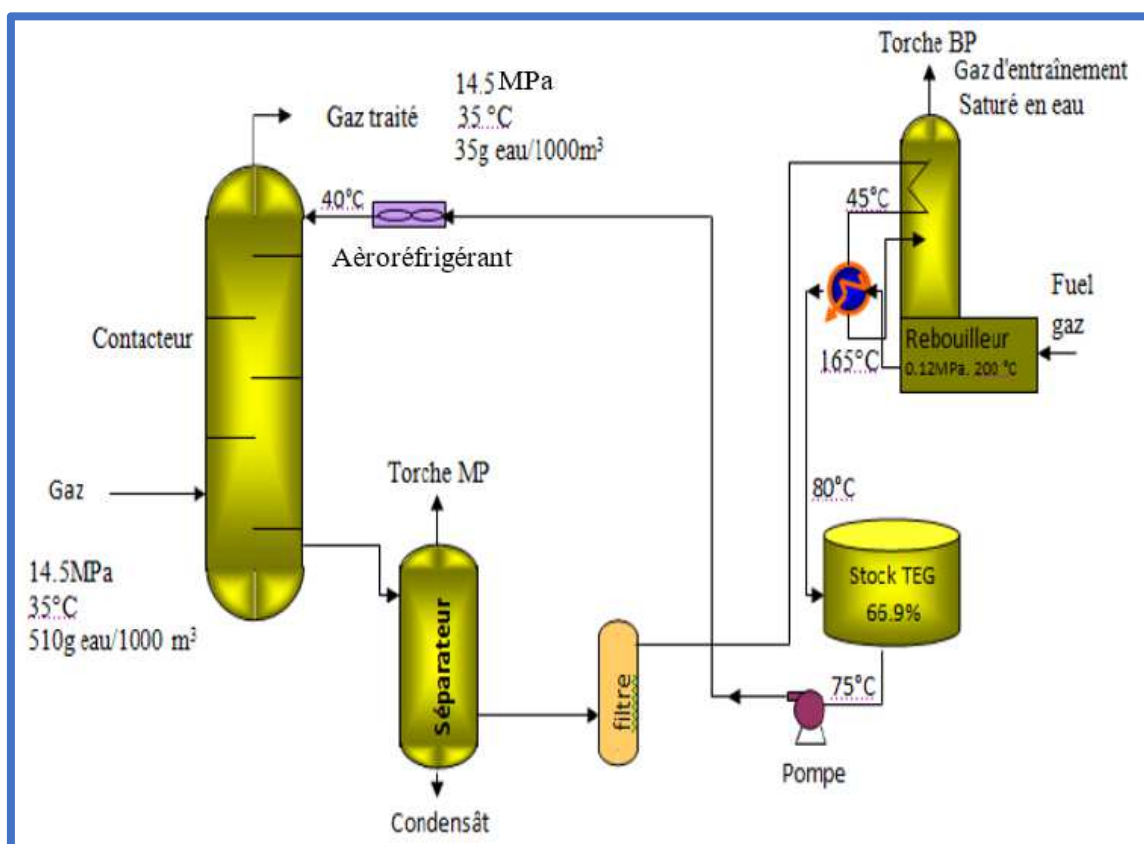 Torche BP
Gaz d'entraînement
Saturé en eau
14.5 MPa
35 °C
35g eau/1000m³
Gaz traité
40°C
Aèroréfrigérant
45°C
Fuel
gaz
Contacteur
Rebouilleur
0.12MPa. 200 °C
165°C
Gaz
14.5MPa
35°C
510g eau/1000 m³
Torche MP
80°C
Stock TEG
66.9%
Séparateur
filtre
75°C
Pompe
Condensât